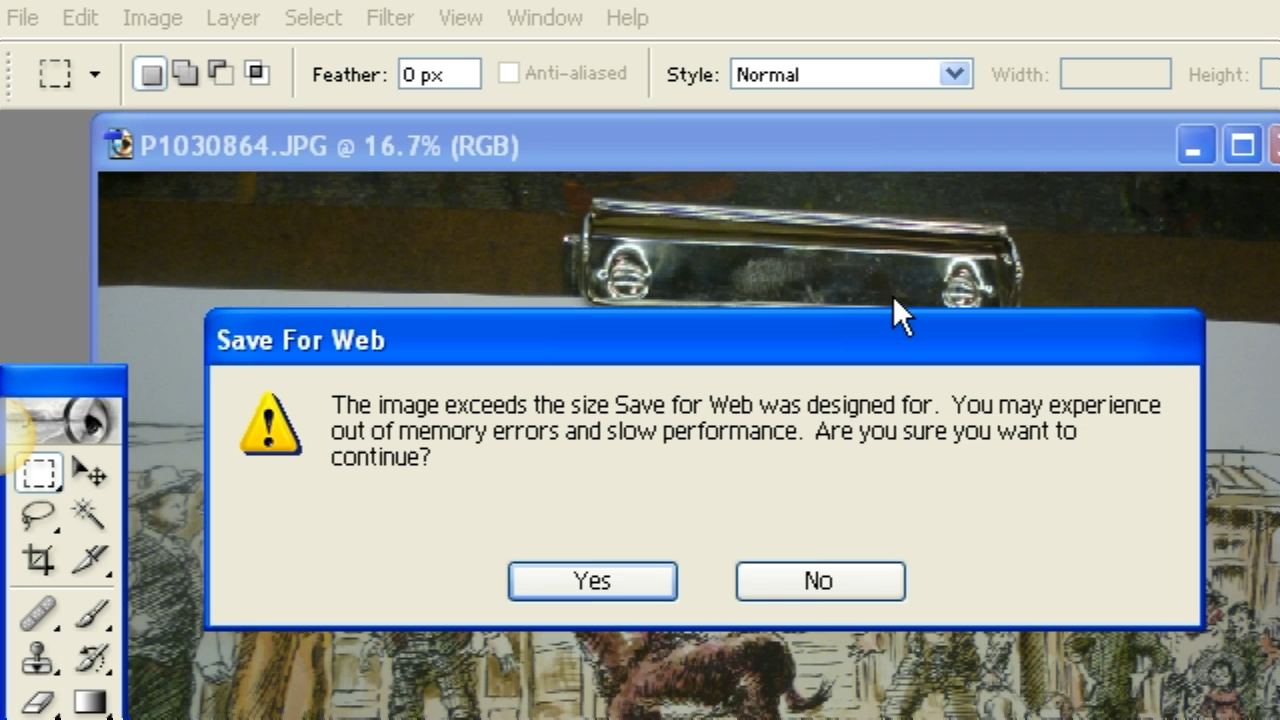 File Edit Image Layer Select Filter View Window Help
Feather: 0 px Anti-aliased Style: Normal Width: Height:
P1030864.JPG @ 16.7% (RGB)
Save For Web
The image exceeds the size Save for Web was designed for. You may experience
out of memory errors and slow performance. Are you sure you want to
continue?
Yes No